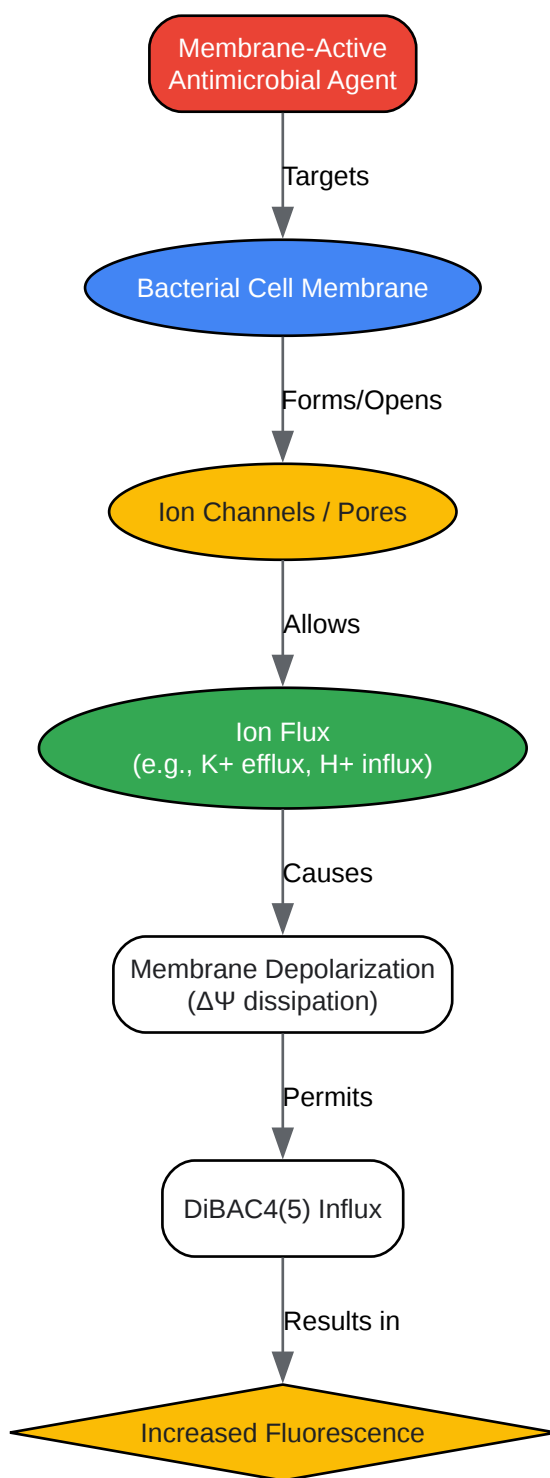 Membrane-Active
Antimicrobial Agent
Targets
Bacterial Cell Membrane
Forms/Opens
Ion Channels / Pores
Allows
Ion Flux
(e.g., K+ efflux, H+ influx)
Causes
Membrane Depolarization
(ΔΨ dissipation)
Permits
DiBAC4(5) Influx
Results in
Increased Fluorescence